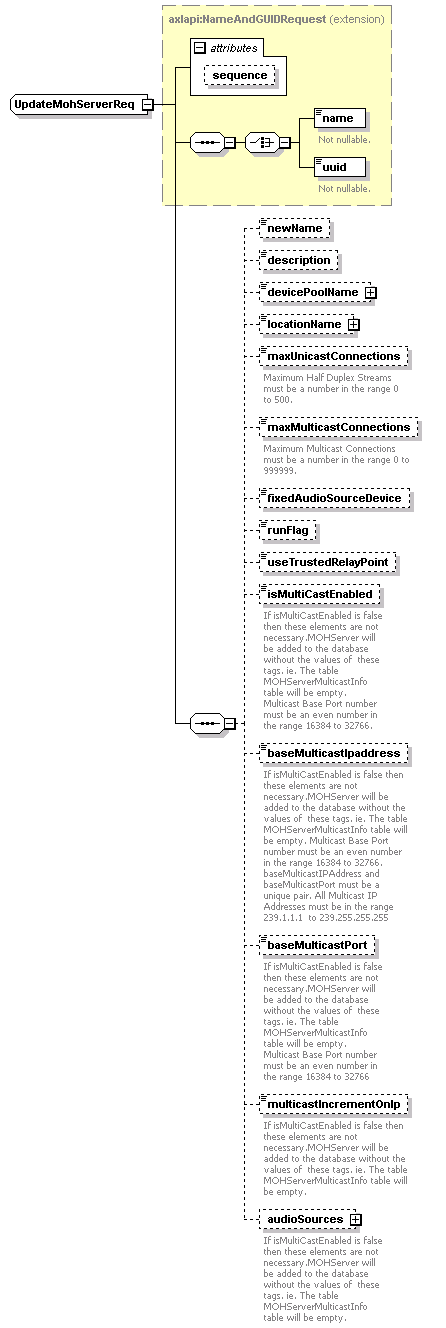 axlapi:NameAndGUIDRequest (extension)
attributes
sequence
UpdateMohServerReq
name
Not nullable.
uuid
Not nullable.
newName
description
devicePoolName
locationName
maxUnicastConnections
Maximum Half Duplex Streams
must be a number in the range 0
to 500.
maxMulticastConnections
Maximum Multicast Connections
must be a number in the range 0 to
999999.
fixedAudioSourceDevice
runFlag
useTrustedRelayPoint
isMultiCastEnabled
If isMultiCastEnabled is false
then these elements are not
necessary.MOHServer will
be added to the database
without the values of  these
tags. ie. The table
MOHServerMulticastInfo
table will be empty.
Multicast Base Port number
must be an even number in
the range 16384 to 32766.
baseMulticastIpaddress
If isMultiCastEnabled is false then
these elements are not
necessary.MOHServer will be
added to the database without the
values of  these tags. ie. The table
MOHServerMulticastInfo table will
be empty. Multicast Base Port
number must be an even number
in the range 16384 to 32766.
baseMulticastIPAddress and
baseMulticastPort must be a
unique pair. All Multicast IP
Addresses must be in the range
239.1.1.1  to 239.255.255.255
baseMulticastPort
If isMultiCastEnabled is false
then these elements are not
necessary.MOHServer will
be added to the database
without the values of  these
tags. ie. The table
MOHServerMulticastInfo
table will be empty.
Multicast Base Port number
must be an even number in
the range 16384 to 32766
multicastIncrementOnIp
If isMultiCastEnabled is false then
these elements are not
necessary.MOHServer will be
added to the database without the
values of  these tags. ie. The table
MOHServerMulticastInfo table will
be empty.
audioSources
If isMultiCastEnabled is false
then these elements are not
necessary.MOHServer will
be added to the database
without the values of  these
tags. ie. The table
MOHServerMulticastInfo
table will be empty.